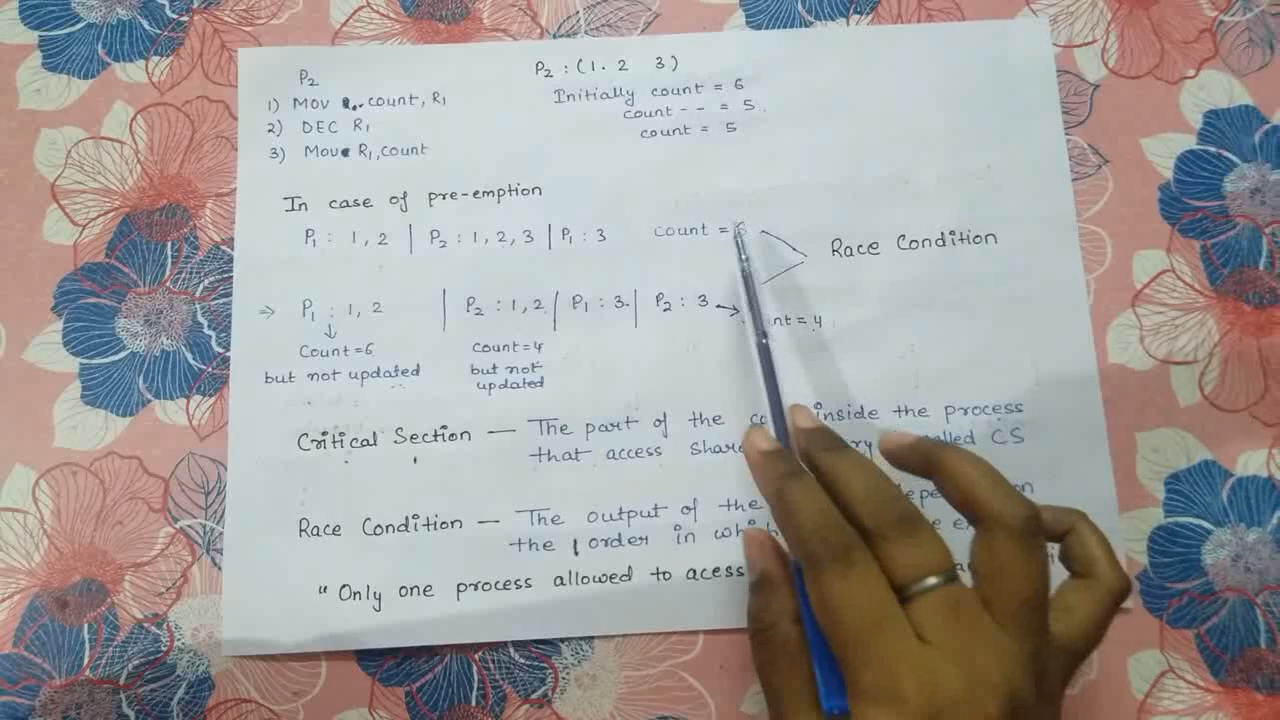 P2
P2 : (1. 2 3)
1) MOV count, R1
Initially count = 6
2) DEC R1
count - - = 5.
3) Mov R1, count
count = 5
In case of pre-emption
P1 : 1, 2 | P2 : 1, 2, 3 | P1 : 3 count =
Race Condition
⇒ P1 : 1, 2 | P2 : 1, 2 | P1 : 3. | P2 : 3 →
↓
Count=6 count=4 nt = 4
but not updated but not
updated
Critical Section — The part of the inside the process
that access CS
Race Condition — The output of the
the order in
" Only one process allowed to acess